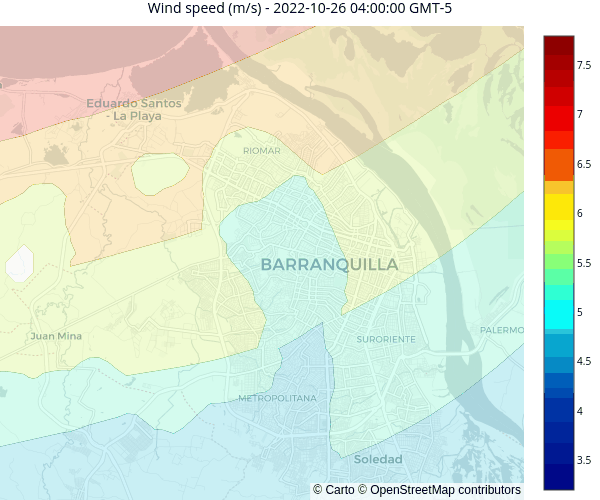 Wind speed (m/s) - 2022-10-26 04:00:00 GMT-5
Eduardo Santos
- La Playa
RIOMAR
BARRANQUILLA
Juan Mina
SURORIENTE
PALERMO
METROPOLITANA
Soledad
© Carto © OpenStreetMap contributors
7.5
7
6.5
6
5.5
5
4.5
4
3.5